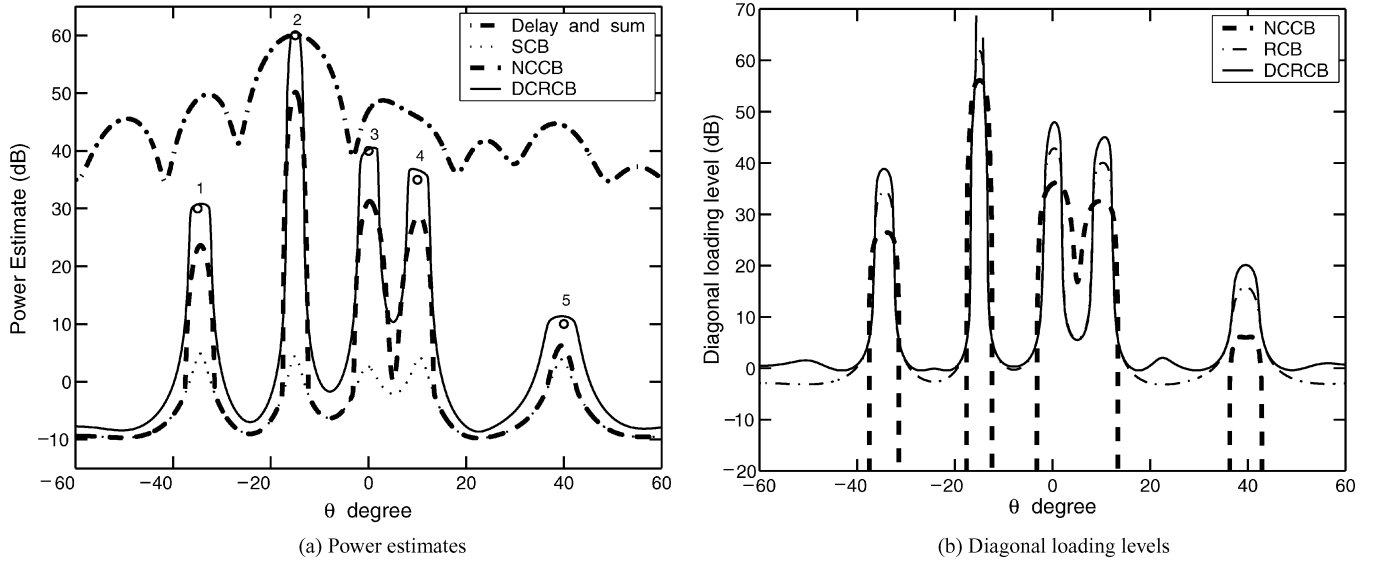 Power Estimate (dB)
60
50
40
30
20
10
0
−10
−60
−40
−20
0
20
40
60
θ degree
1
2
3
4
5
Delay and sum
SCB
NCCB
DCRCB
(a) Power estimates
Diagonal loading level (dB)
70
60
50
40
30
20
10
0
−10
−20
−60
−40
−20
0
20
40
60
θ degree
NCCB
RCB
DCRCB
(b) Diagonal loading levels